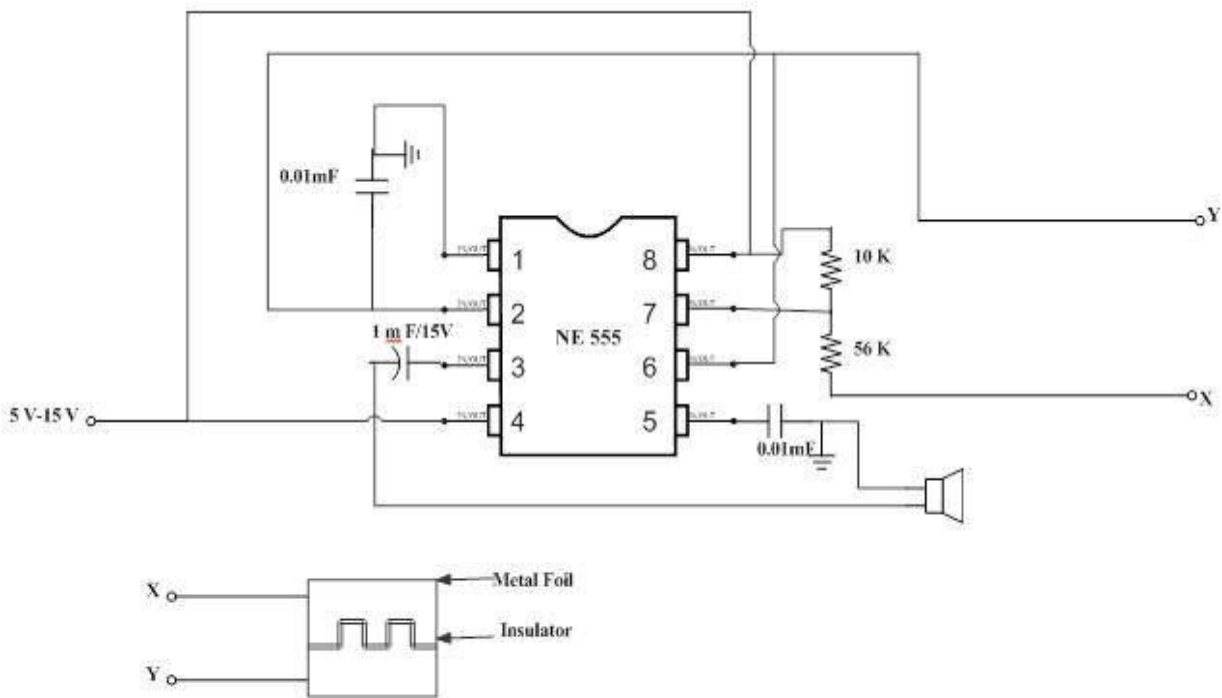 0.01mF
Y
1
8
10 K
2
7
1 m F/15V
NE 555
3
6
56 K
X
5 V-15 V
4
5
0.01mF
Metal Foil
X
Insulator
Y